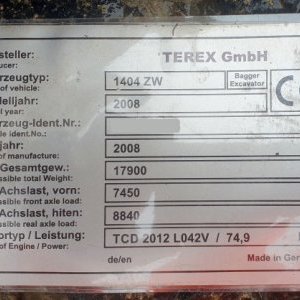 steller: TEREX GmbH
ucer:
rzeugtyp: 1404 ZW Bagger
of vehicle: Excavator
elljahr: 2008
l year:
rzeug-Ident.Nr.:
le ident.No.:
jahr: 2008
of manufacture:
Gesamtgew.: 17900
ssible total Weight:
Achslast, vorn: 7450
ssible front axle load:
Achslast, hiten: 8840
ssible real axle load:
ortyp / Leistung: TCD 2012 L042V / 74,9
of Engine / Power:
de/en Made in Ger